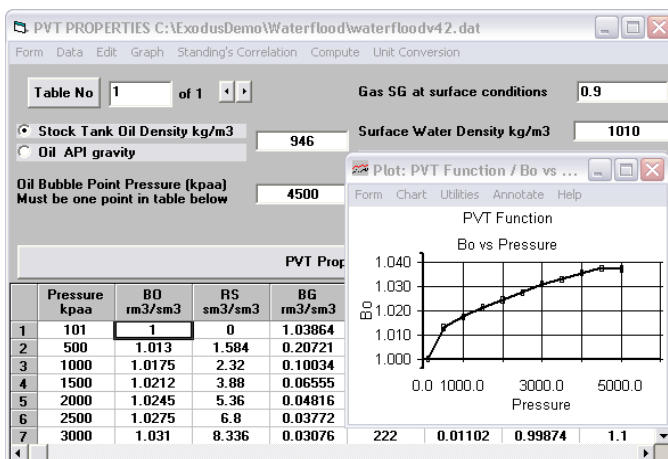 PVT PROPERTIES C:\ExodusDemo\Waterflood\waterfloodv42.dat
Form Data Edit Graph Standing's Correlation Compute Unit Conversion
Table No 1 of 1
Gas SG at surface conditions 0.9
Stock Tank Oil Density kg/m3 946
Surface Water Density kg/m3 1010
Oil API gravity
Oil Bubble Point Pressure (kpaa)
Must be one point in table below
4500
PVT Prop
Plot: PVT Function / Bo vs ...
Form Chart Utilities Annotate Help
PVT Function
Bo vs Pressure
Bo
1.040
1.030
1.020
1.010
1.000
0.0 1000.0 3000.0 5000.0
Pressure
Pressure BO RS BG
kpaa rm3/sm3 sm3/sm3 rm3/sm3
1 101 1 0 1.03864
2 500 1.013 1.584 0.20721
3 1000 1.0175 2.32 0.10034
4 1500 1.0212 3.88 0.06555
5 2000 1.0245 5.36 0.04816
6 2500 1.0275 6.8 0.03772
7 3000 1.031 8.336 0.03076 222 0.01102 0.99874 1.1